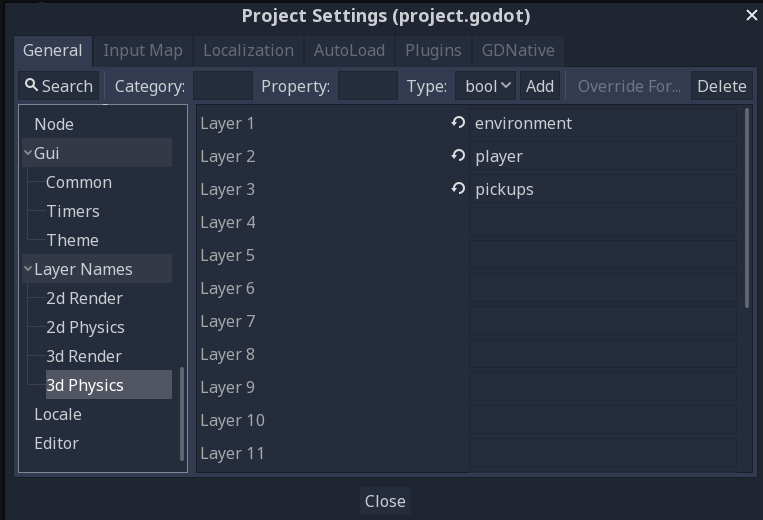 Project Settings (project.godot)
General Input Map Localization AutoLoad Plugins GDNative
Search Category: Property: Type: bool Add Override For... Delete
Node
Gui
Common
Timers
Theme
Layer Names
2d Render
2d Physics
3d Render
3d Physics
Locale
Editor
Layer 1 environment
Layer 2 player
Layer 3 pickups
Layer 4
Layer 5
Layer 6
Layer 7
Layer 8
Layer 9
Layer 10
Layer 11
Close